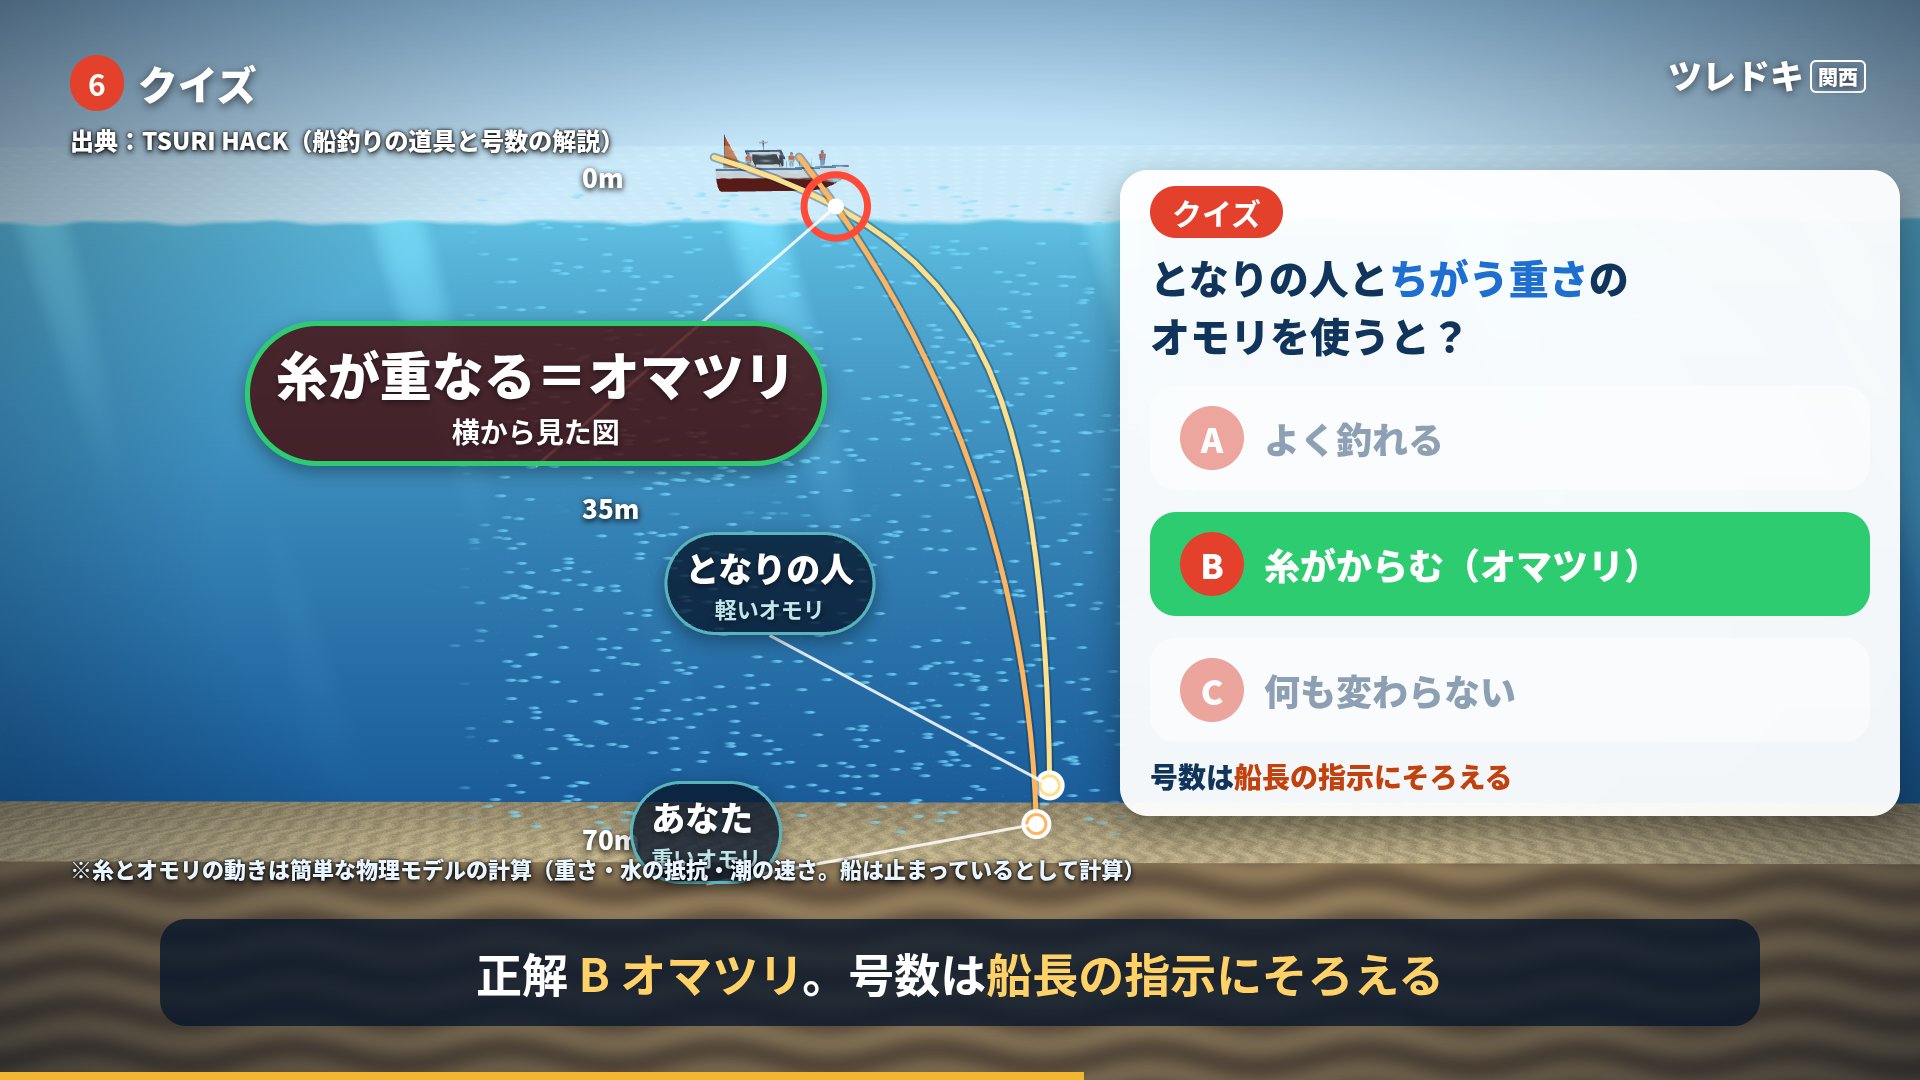 6 クイズ
出典：TSURI HACK（船釣りの道具と号数の解説）
ツレドキ 関西
0m
糸が重なる＝オマツリ
横から見た図
35m
となりの人
軽いオモリ
あなた
重いオモリ
70m
※糸とオモリの動きは簡単な物理モデルの計算（重さ・水の抵抗・潮の速さ。船は止まっているとして計算）
クイズ
となりの人とちがう重さの
オモリを使うと？
A よく釣れる
B 糸がからむ（オマツリ）
C 何も変わらない
号数は船長の指示にそろえる
正解 B オマツリ。号数は船長の指示にそろえる